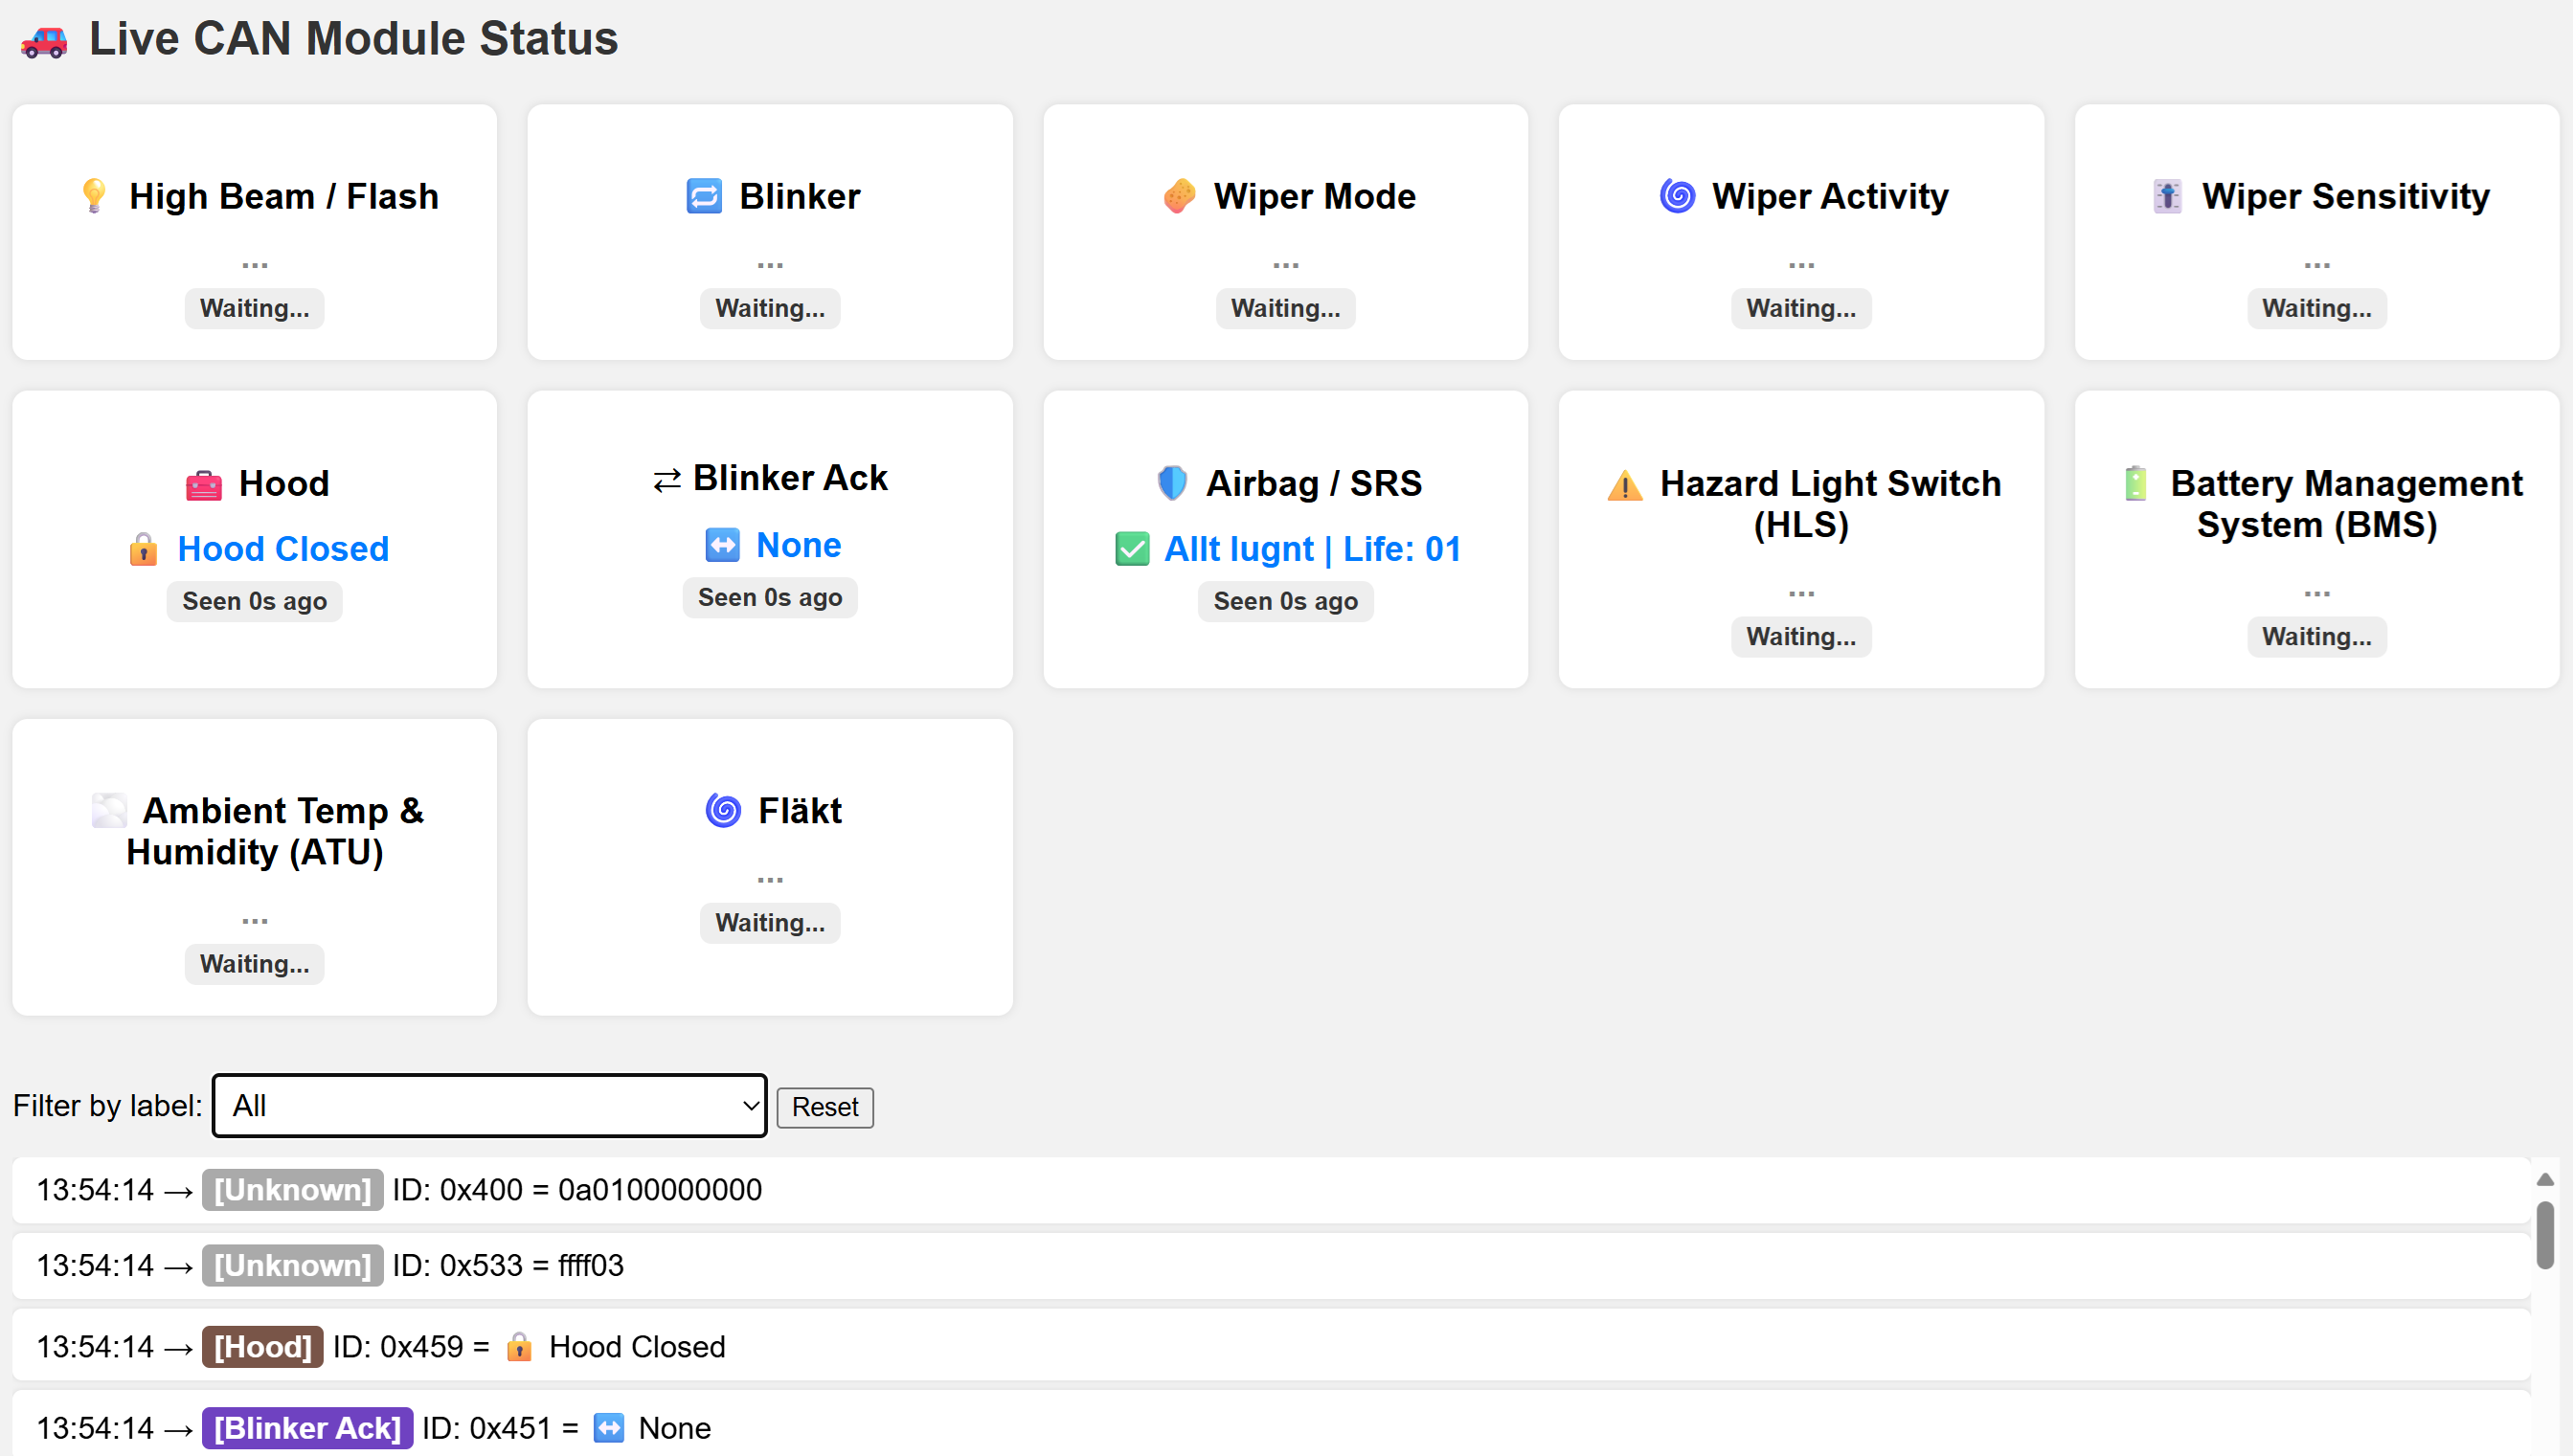 Live CAN Module Status
High Beam / Flash
...
Waiting...
Blinker
...
Waiting...
Wiper Mode
...
Waiting...
Wiper Activity
...
Waiting...
Wiper Sensitivity
...
Waiting...
Hood
Hood Closed
Seen 0s ago
⇄ Blinker Ack
None
Seen 0s ago
Airbag / SRS
Allt lugnt | Life: 01
Seen 0s ago
Hazard Light Switch
(HLS)
...
Waiting...
Battery Management
System (BMS)
...
Waiting...
Ambient Temp &
Humidity (ATU)
...
Waiting...
Fläkt
...
Waiting...
Filter by label: All Reset
13:54:14 → [Unknown] ID: 0x400 = 0a0100000000
13:54:14 → [Unknown] ID: 0x533 = ffff03
13:54:14 → [Hood] ID: 0x459 = 🔒 Hood Closed
13:54:14 → [Blinker Ack] ID: 0x451 = ↔️ None